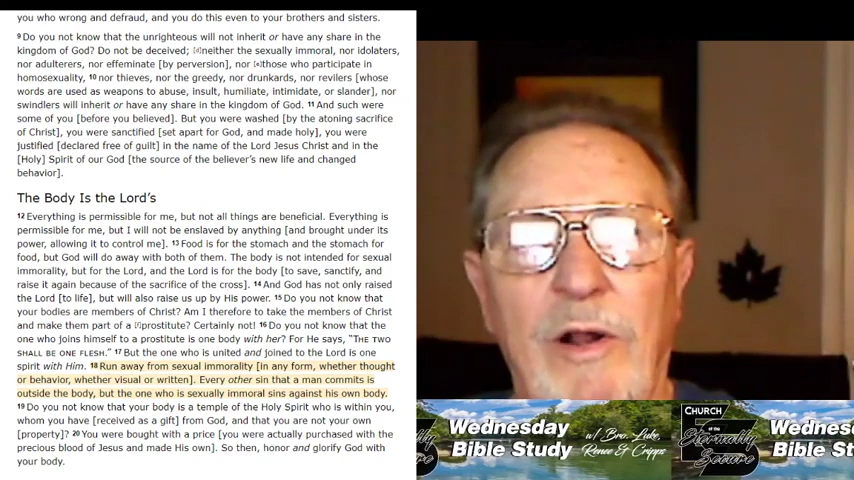 you who wrong and defraud, and you do this even to your brothers and sisters.
9 Do you not know that the unrighteous will not inherit or have any share in the
kingdom of God? Do not be deceived; [d]neither the sexually immoral, nor idolaters,
nor adulterers, nor effeminate [by perversion], nor [e]those who participate in
homosexuality, 10 nor thieves, nor the greedy, nor drunkards, nor revilers [whose
words are used as weapons to abuse, insult, humiliate, intimidate, or slander], nor
swindlers will inherit or have any share in the kingdom of God. 11 And such were
some of you [before you believed]. But you were washed [by the atoning sacrifice
of Christ], you were sanctified [set apart for God, and made holy], you were
justified [declared free of guilt] in the name of the Lord Jesus Christ and in the
[Holy] Spirit of our God [the source of the believer's new life and changed
behavior].
The Body Is the Lord's
12 Everything is permissible for me, but not all things are beneficial. Everything is
permissible for me, but I will not be enslaved by anything [and brought under its
power, allowing it to control me]. 13 Food is for the stomach and the stomach for
food, but God will do away with both of them. The body is not intended for sexual
immorality, but for the Lord, and the Lord is for the body [to save, sanctify, and
raise it again because of the sacrifice of the cross]. 14 And God has not only raised
the Lord [to life], but will also raise us up by His power. 15 Do you not know that
your bodies are members of Christ? Am I therefore to take the members of Christ
and make them part of a [f]prostitute? Certainly not! 16 Do you not know that the
one who joins himself to a prostitute is one body with her? For He says, "THE TWO
SHALL BE ONE FLESH." 17 But the one who is united and joined to the Lord is one
spirit with Him. 18 Run away from sexual immorality [in any form, whether thought
or behavior, whether visual or written]. Every other sin that a man commits is
outside the body, but the one who is sexually immoral sins against his own body.
19 Do you not know that your body is a temple of the Holy Spirit who is within you,
whom you have [received as a gift] from God, and that you are not your own
[property]? 20 You were bought with a price [you were actually purchased with the
precious blood of Jesus and made His own]. So then, honor and glorify God with
your body.
Wednesday
Bible Study
w/ Bro. Luke,
Renee & Cripps
CHURCH
of the
Eternally
Secure
Wednesd
Bible St